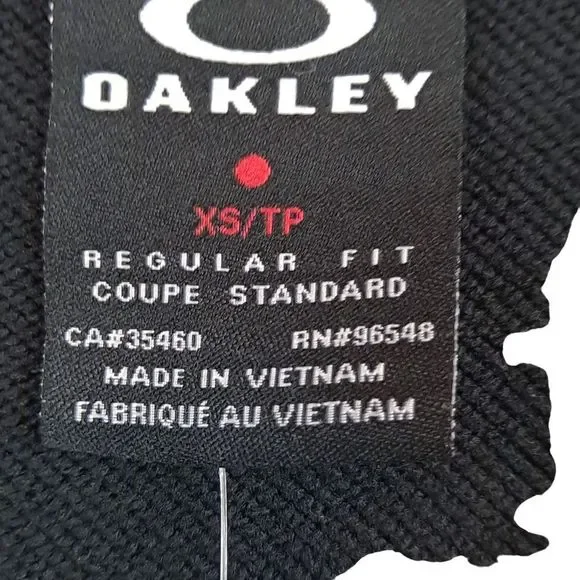 OAKLEY
XS/TP
REGULAR FIT
COUPE STANDARD
CA#35460 RN#96548
MADE IN VIETNAM
FABRIQUÉ AU VIETNAM